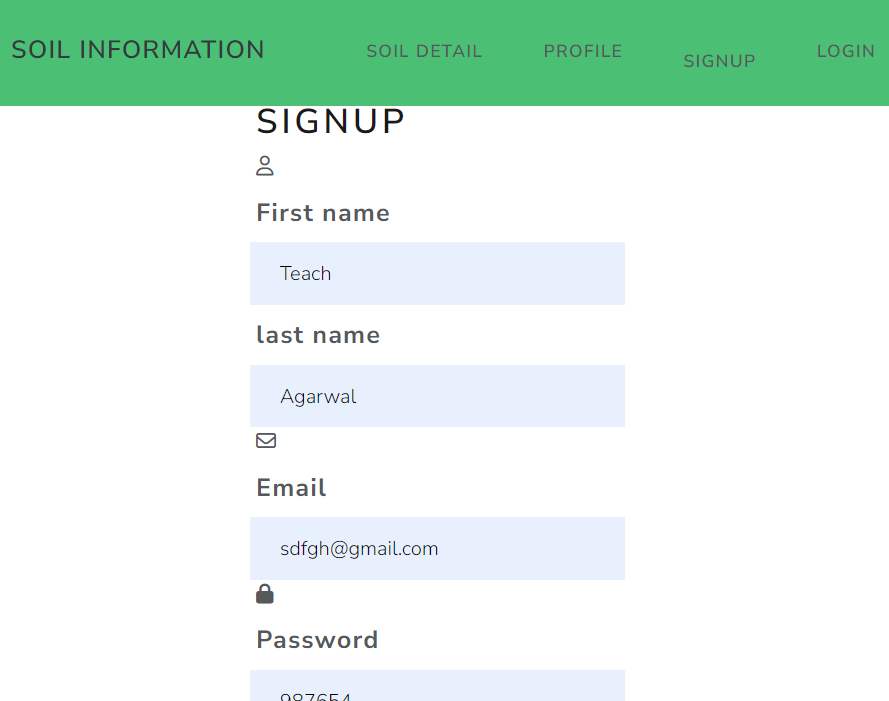 SOIL INFORMATION SOIL DETAIL PROFILE SIGNUP LOGIN
SIGNUP
First name
Teach
last name
Agarwal
Email
sdfgh@gmail.com
Password
987654